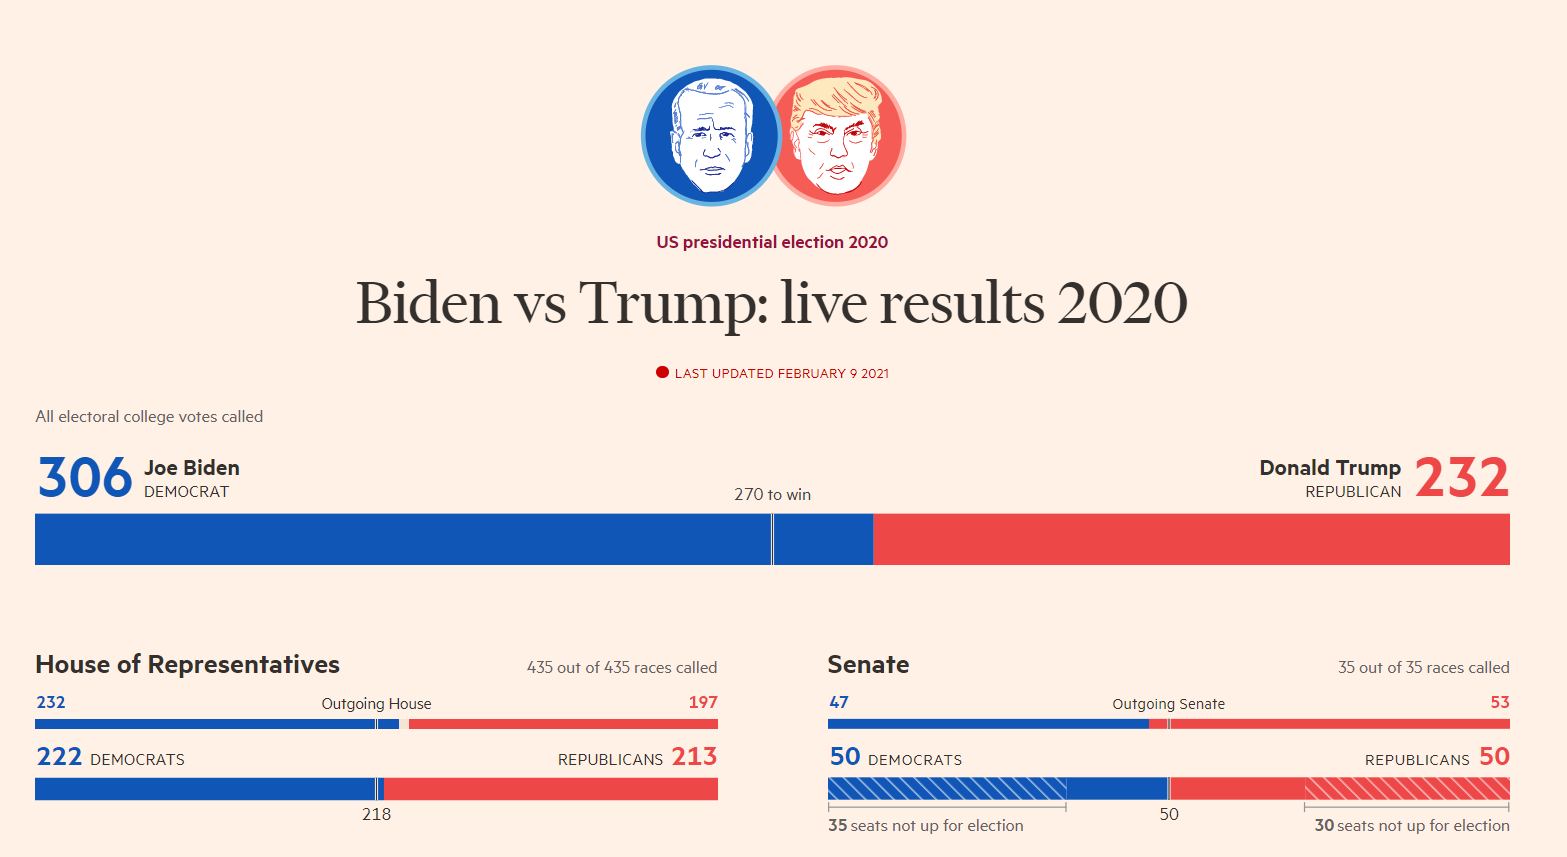 US presidential election 2020
Biden vs Trump: live results 2020
LAST UPDATED FEBRUARY 9 2021
All electoral college votes called
306 Joe Biden
DEMOCRAT
270 to win
Donald Trump 232
REPUBLICAN
House of Representatives 435 out of 435 races called
232 Outgoing House 197
222 DEMOCRATS REPUBLICANS 213
218
Senate 35 out of 35 races called
47 Outgoing Senate 53
50 DEMOCRATS REPUBLICANS 50
50
35 seats not up for election 30 seats not up for election